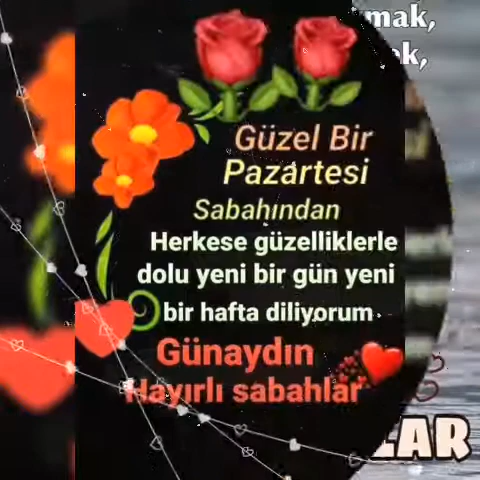 Güzel Bir
Pazartesi
Sabahından
Herkese güzelliklerle
dolu yeni bir gün yeni
bir hafta diliyorum
Günaydın
Hayırlı sabahlar